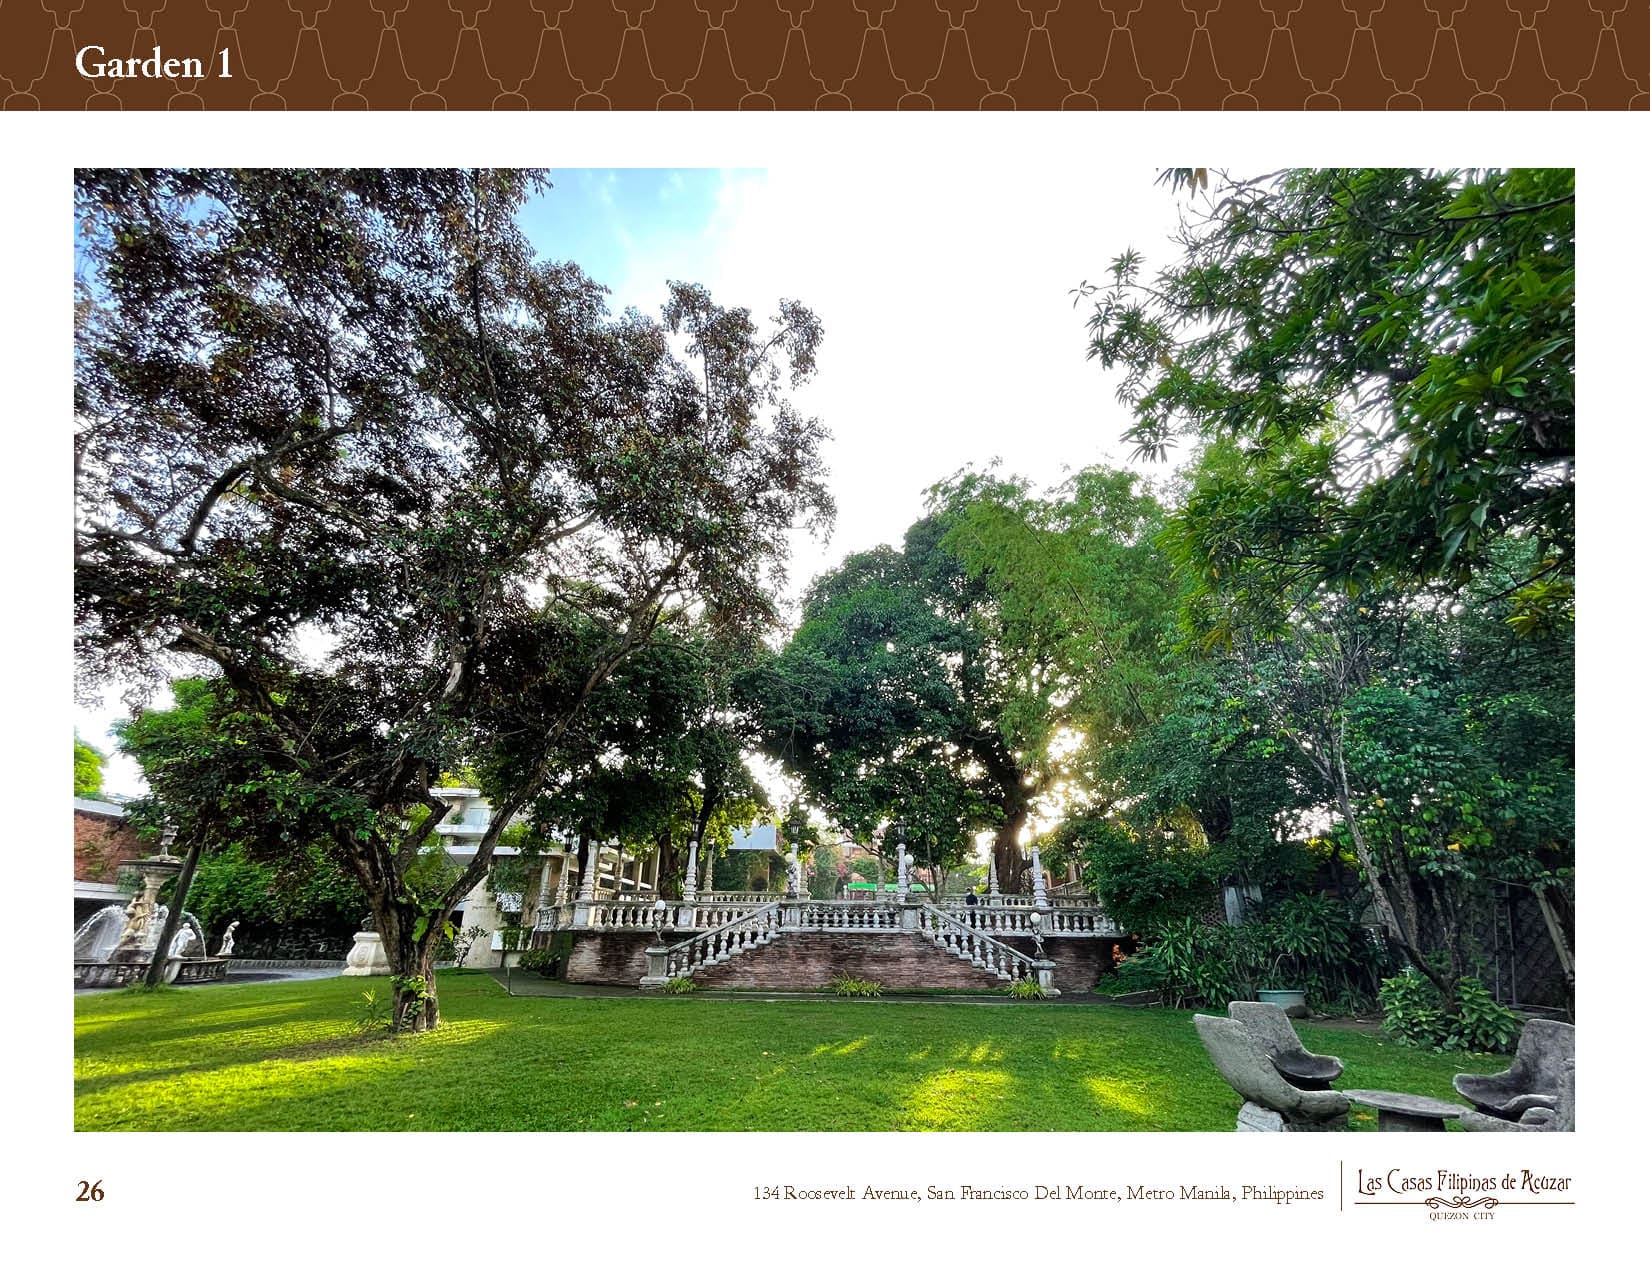 Garden 1
26
134 Roosevelt Avenue, San Francisco Del Monte, Metro Manila, Philippines
Las Casas Filipinas de Acuzar
QUEZON CITY